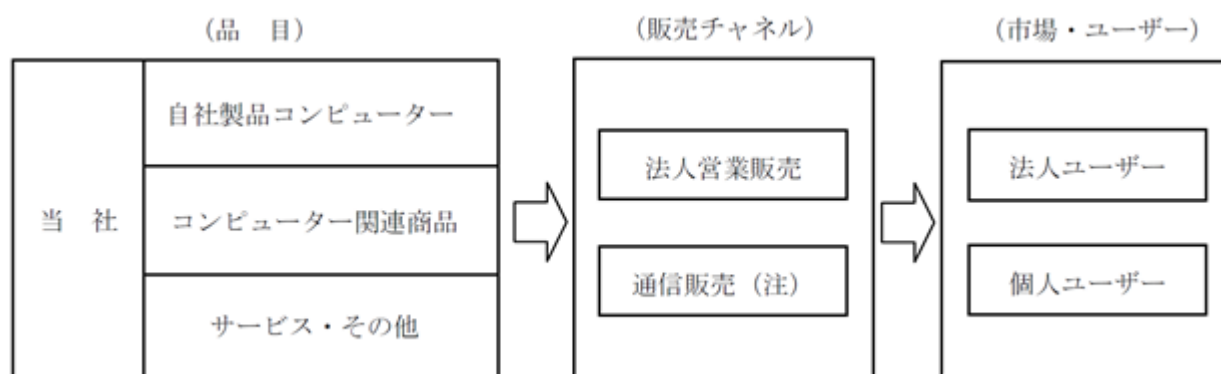 （品　目）
（販売チャネル）
（市場・ユーザー）
当　社
自社製品コンピューター
コンピューター関連商品
サービス・その他
法人営業販売
通信販売（注）
法人ユーザー
個人ユーザー